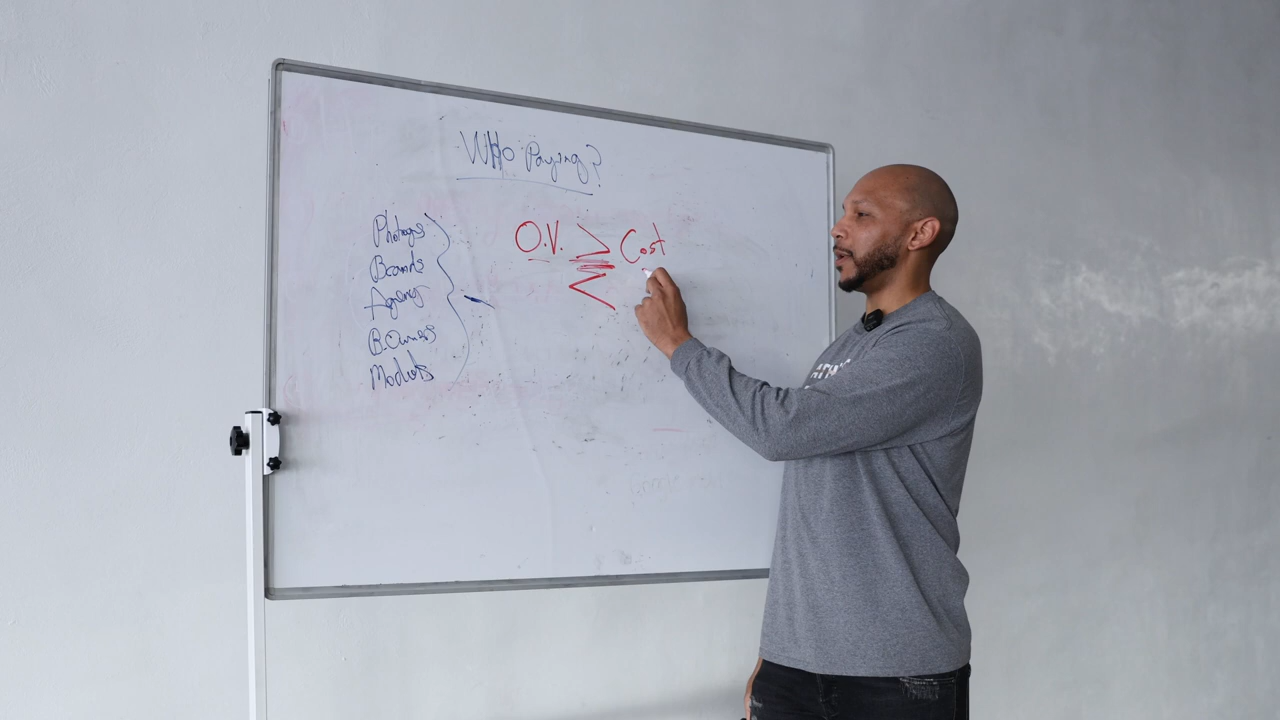 WHO Paying?
Photogs
Brands
Agency
B.Owners
Models
O.V. > Cost
<